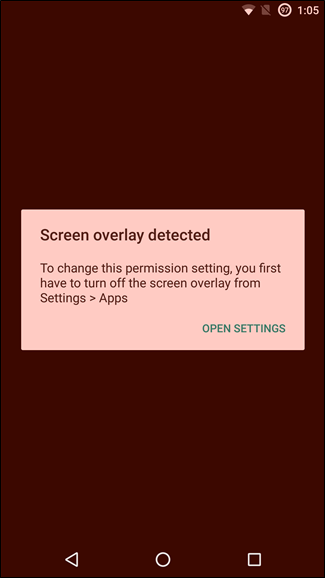 97 1:05
Screen overlay detected
To change this permission setting, you first
have to turn off the screen overlay from
Settings > Apps
OPEN SETTINGS